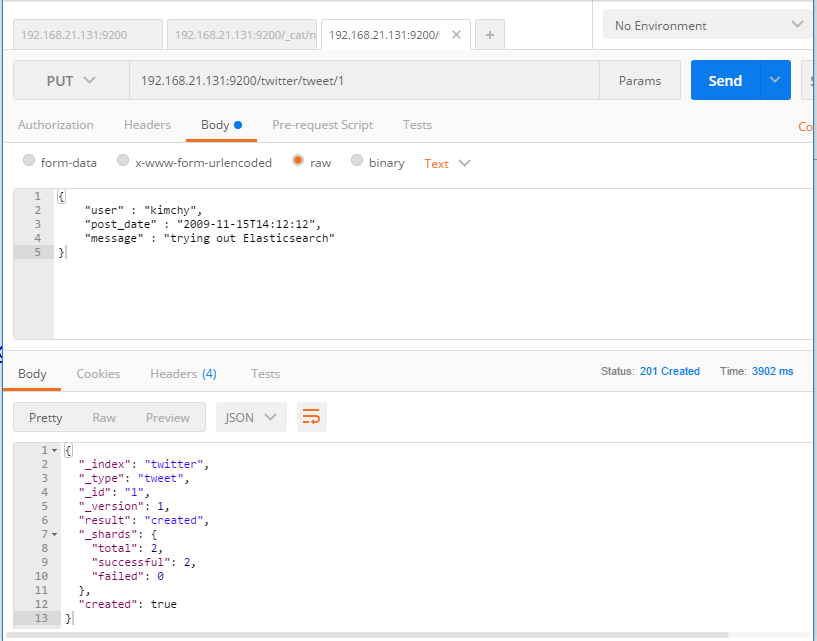 192.168.21.131:9200 192.168.21.131:9200/_cat/n 192.168.21.131:9200/ × + No Environment
PUT 192.168.21.131:9200/twitter/tweet/1 Params Send
Authorization Headers Body Pre-request Script Tests Co
form-data x-www-form-urlencoded raw binary Text
1 {
2 "user" : "kimchy",
3 "post_date" : "2009-11-15T14:12:12",
4 "message" : "trying out Elasticsearch"
5 }
Body Cookies Headers (4) Tests Status: 201 Created Time: 3902 ms
Pretty Raw Preview JSON
1 {
2 "_index": "twitter",
3 "_type": "tweet",
4 "_id": "1",
5 "_version": 1,
6 "result": "created",
7 "_shards": {
8 "total": 2,
9 "successful": 2,
10 "failed": 0
11 },
12 "created": true
13 }